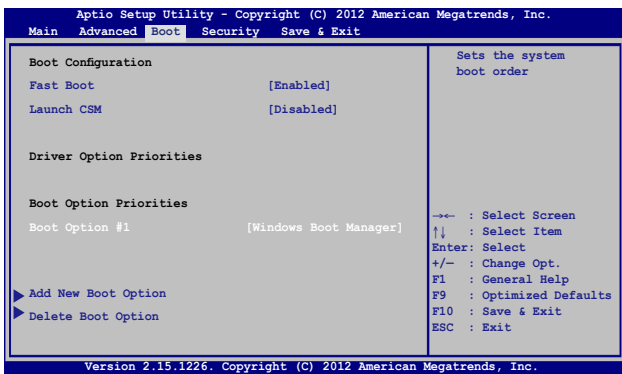 Aptio Setup Utility - Copyright (C) 2012 American Megatrends, Inc.
Main Advanced Boot Security Save & Exit
Boot Configuration
Fast Boot [Enabled]
Launch CSM [Disabled]
Driver Option Priorities
Boot Option Priorities
Boot Option #1 [Windows Boot Manager]
Add New Boot Option
Delete Boot Option
Sets the system
boot order
→← : Select Screen
↑↓ : Select Item
Enter: Select
+/— : Change Opt.
F1 : General Help
F9 : Optimized Defaults
F10 : Save & Exit
ESC : Exit
Version 2.15.1226. Copyright (C) 2012 American Megatrends, Inc.